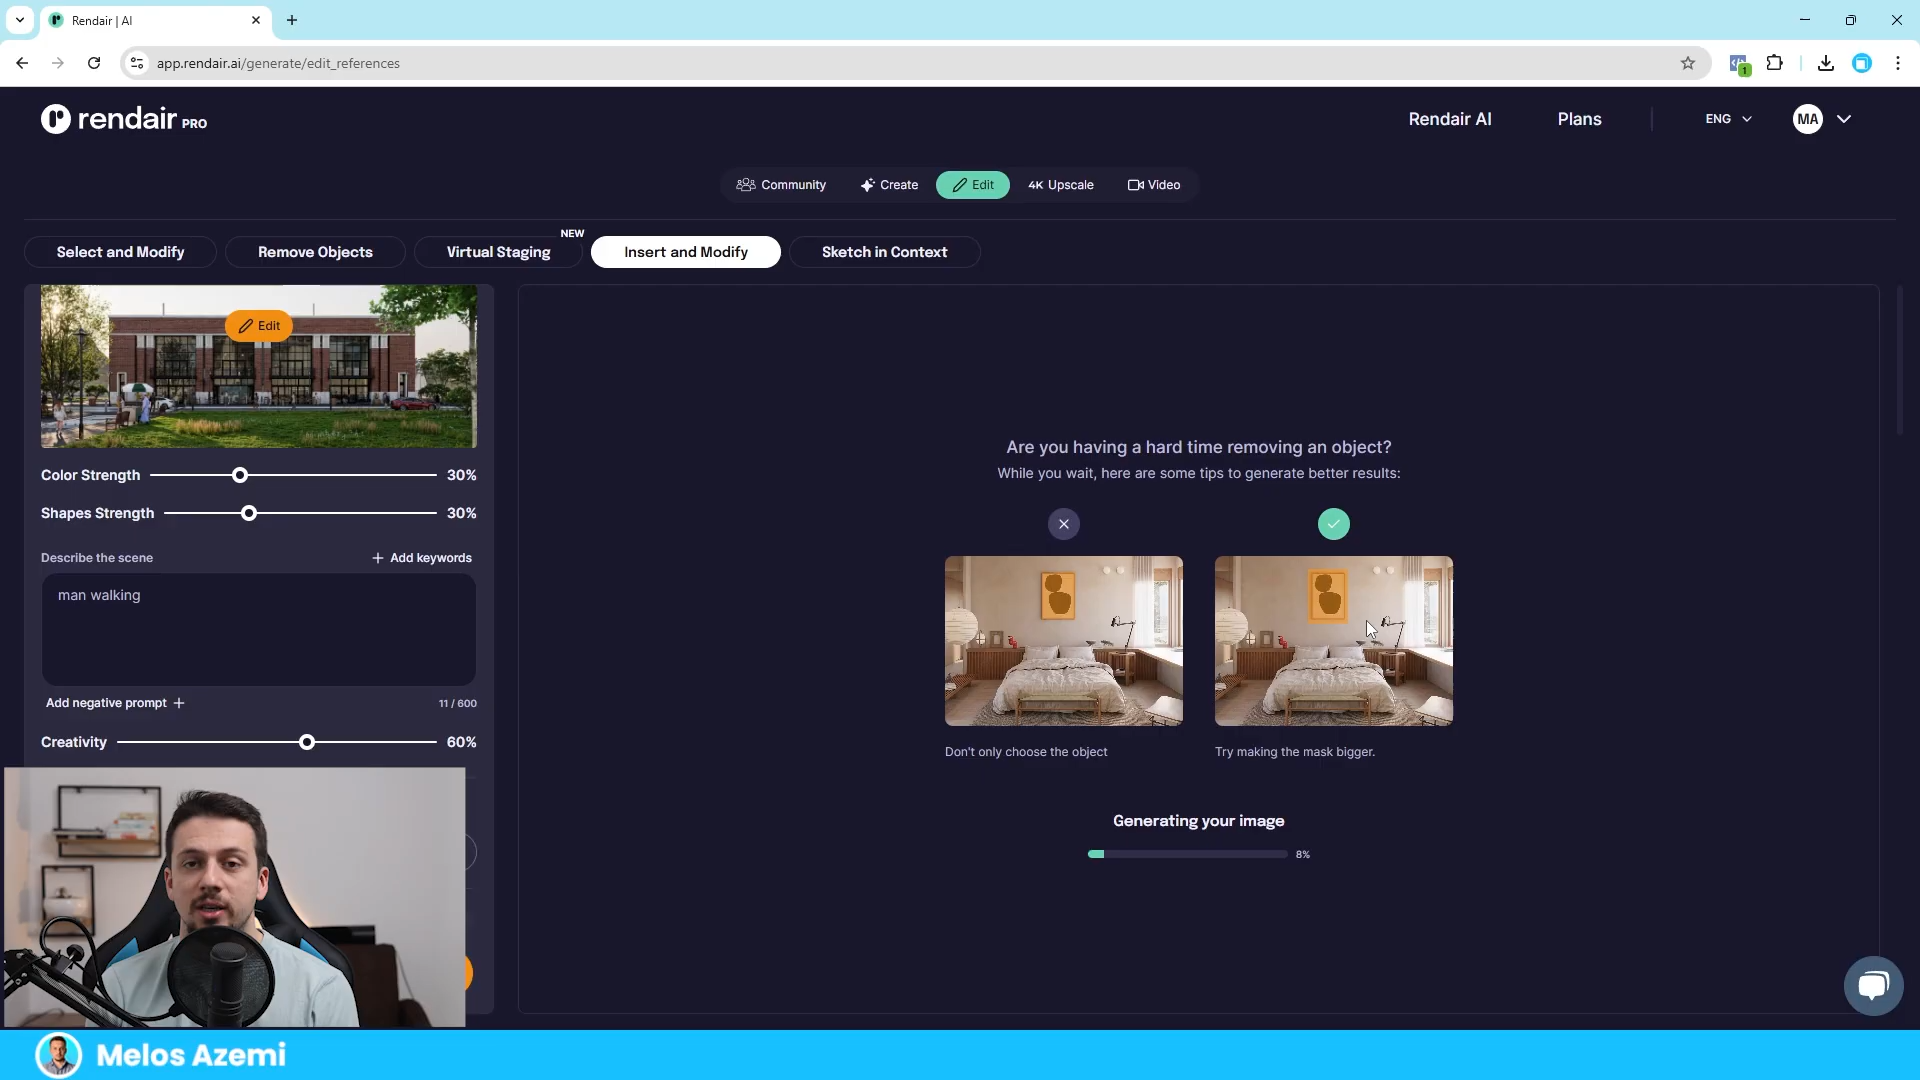 Rendair | AI
app.rendair.ai/generate/edit_references
1
rendair PRO
Rendair AI
Plans
ENG
MA
Community
Create
Edit
4K Upscale
Video
Select and Modify
Remove Objects
Virtual Staging
NEW
Insert and Modify
Sketch in Context
Edit
Color Strength
30%
Shapes Strength
30%
Describe the scene
Add keywords
man walking
Add negative prompt
11 / 600
Creativity
60%
Are you having a hard time removing an object?
While you wait, here are some tips to generate better results:
Don't only choose the object
Try making the mask bigger.
Generating your image
8%
Melos Azemi